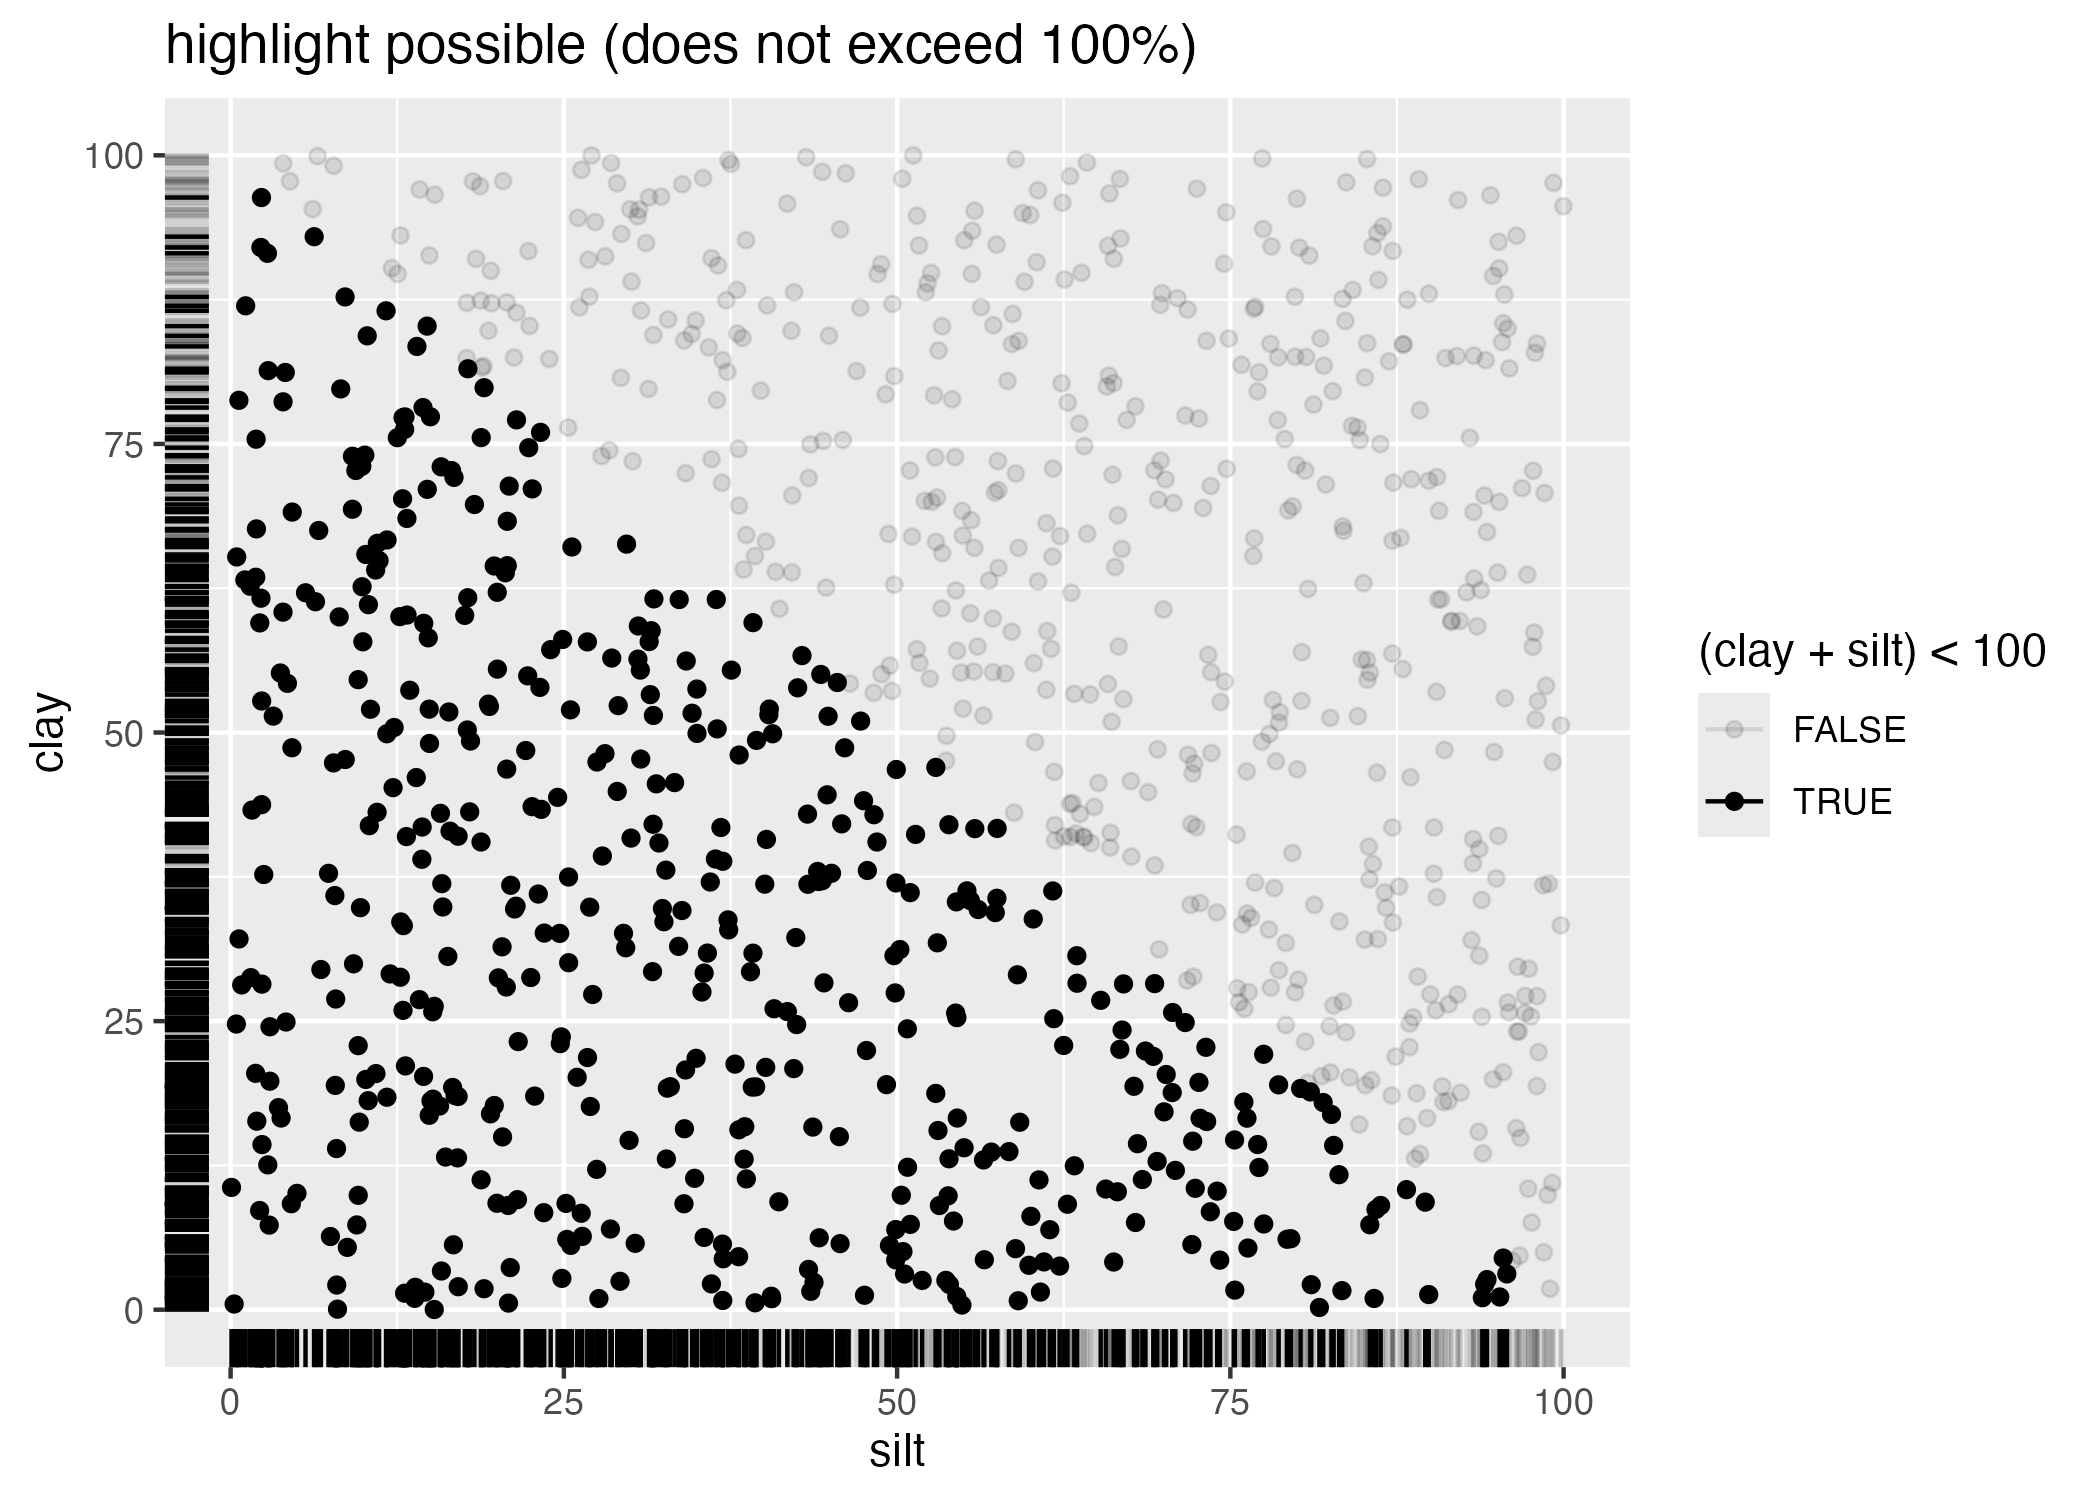 highlight possible (does not exceed 100%)
100
75
50
25
0
clay
0 25 50 75 100
silt
(clay + silt) < 100
FALSE
TRUE